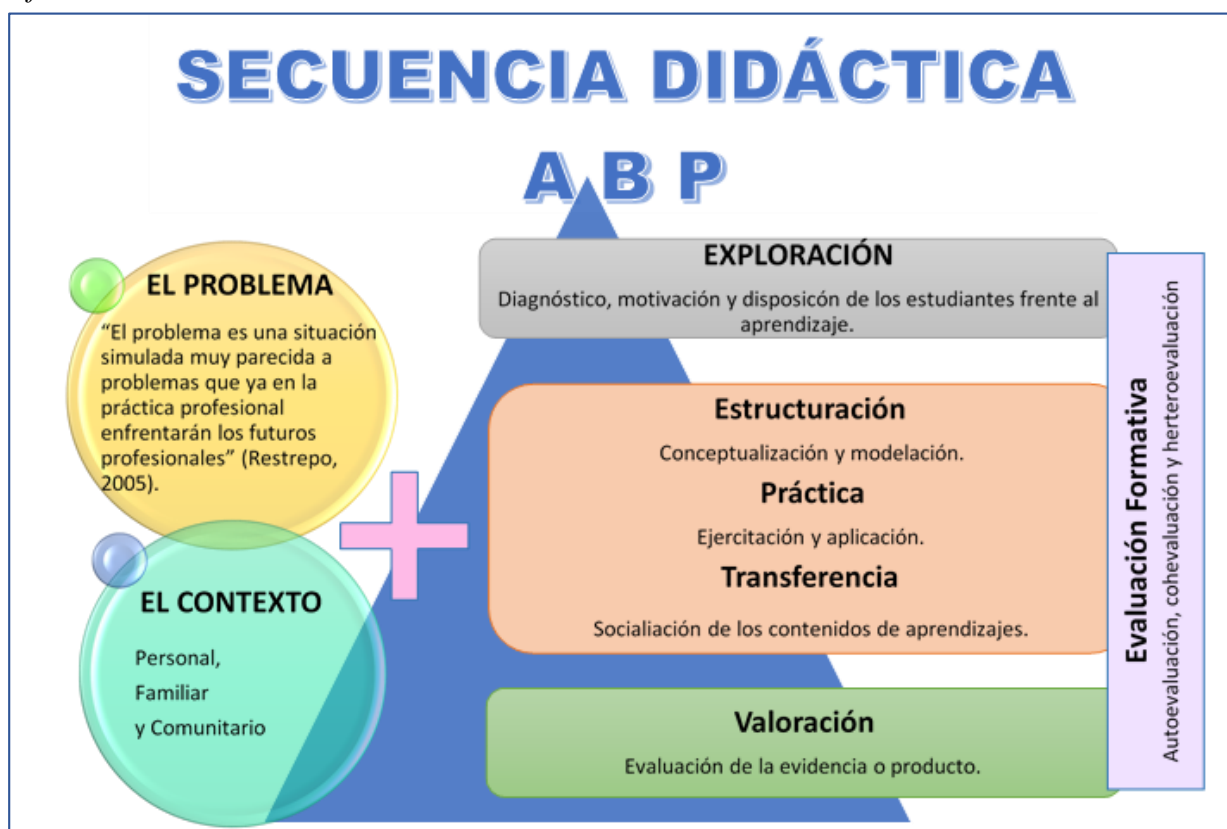 SECUENCIA DIDÁCTICA
A B P
EL PROBLEMA
“El problema es una situación
simulada muy parecida a
problemas que ya en la
práctica profesional
enfrentarán los futuros
profesionales” (Restrepo,
2005).
EL CONTEXTO
Personal,
Familiar
y Comunitario
EXPLORACIÓN
Diagnóstico, motivación y disposicón de los estudiantes frente al
aprendizaje.
Estructuración
Conceptualización y modelación.
Práctica
Ejercitación y aplicación.
Transferencia
Socialiación de los contenidos de aprendizajes.
Valoración
Evaluación de la evidencia o producto.
Evaluación Formativa
Autoevaluación, cohevaluación y herteroevaluación